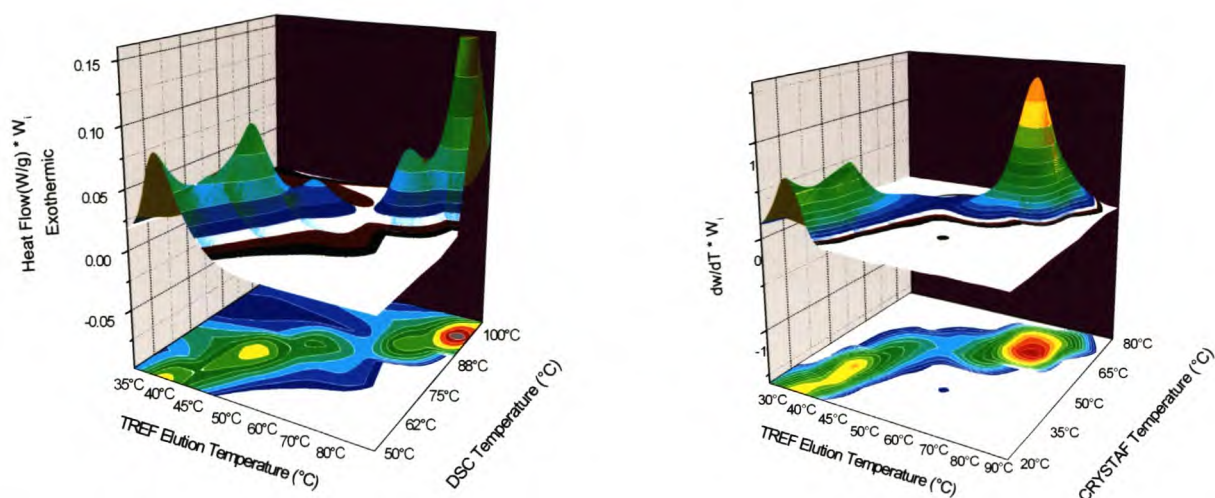 0.15
0.10
0.05
0.00
-0.05
Heat Flow(W/g) * Wi
Exothermic
35°C
40°C
45°C
50°C
60°C
70°C
80°C
TREF Elution Temperature (°C)
50°C
62°C
75°C
88°C
100°C
DSC Temperature (°C)
1
0
-1
dw/dT * Wi
30°C
40°C
45°C
50°C
60°C
70°C
80°C
90°C
TREF Elution Temperature (°C)
20°C
35°C
50°C
65°C
80°C
CRYSTAF Temperature (°C)